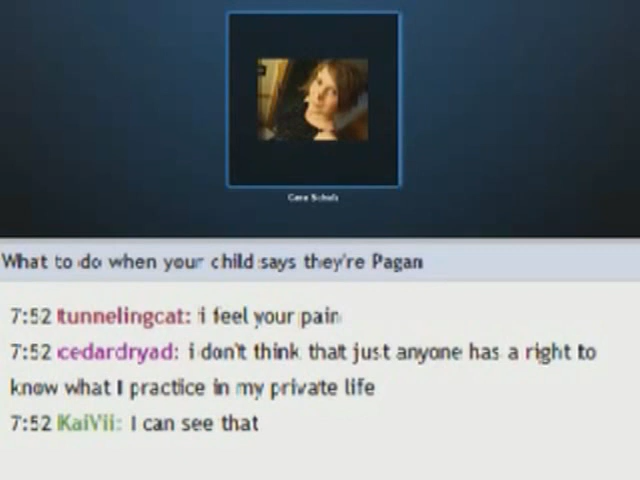 What to do when your child says they're Pagan
7:52 tunnelingcat: i feel your pain
7:52 cedardryad: i don't think that just anyone has a right to
know what I practice in my private life
7:52 KaiVii: I can see that